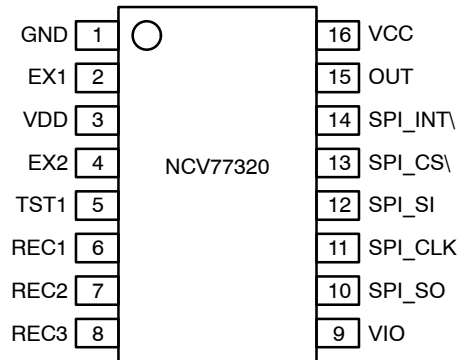 GND 1 16 VCC
EX1 2 15 OUT
VDD 3 14 SPI_INT\
EX2 4 NCV77320 13 SPI_CS\
TST1 5 12 SPI_SI
REC1 6 11 SPI_CLK
REC2 7 10 SPI_SO
REC3 8 9 VIO